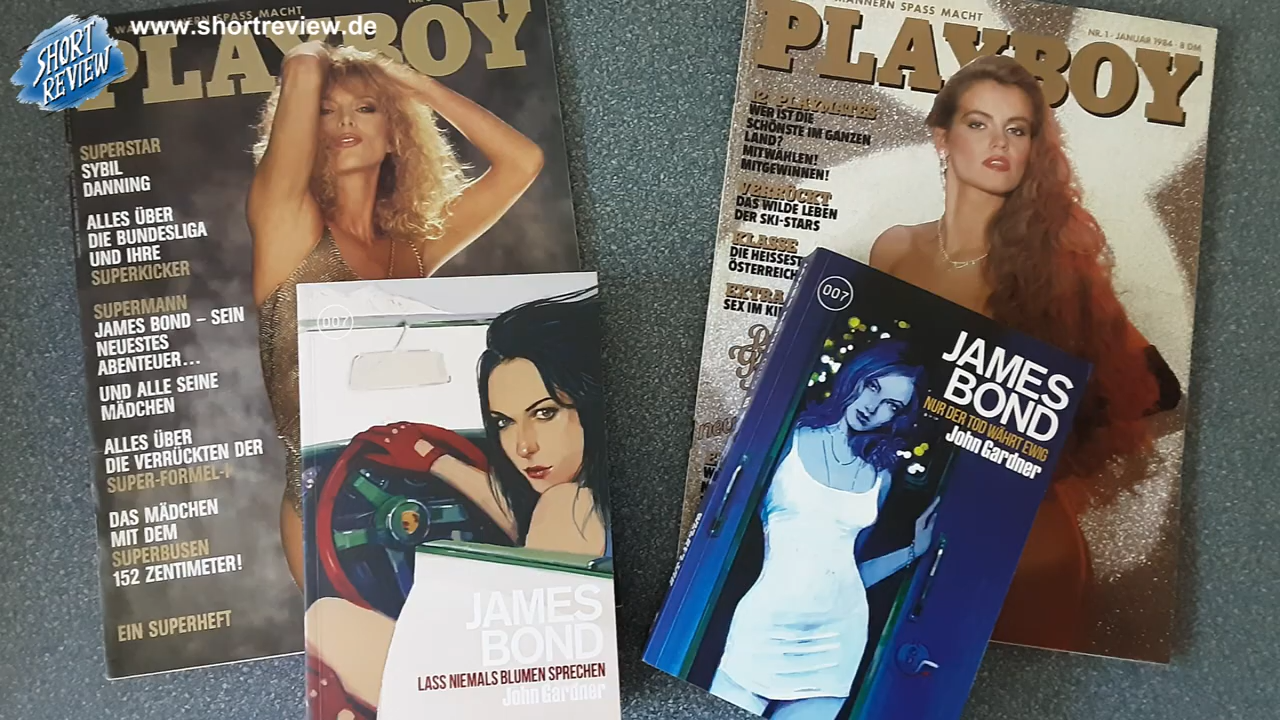 www.shortreview.de
SHORT
REVIEW
MÄNNERN SPASS MACHT
PLAYBOY
SUPERSTAR
SYBIL
DANNING
ALLES ÜBER
DIE BUNDESLIGA
UND IHRE
SUPERKICKER
SUPERMANN
JAMES BOND – SEIN
NEUESTES
ABENTEUER...
UND ALLE SEINE
MÄDCHEN
ALLES ÜBER
DIE VERRÜCKTEN DER
SUPER-FORMEL-1
DAS MÄDCHEN
MIT DEM
SUPERBUSEN
152 ZENTIMETER!
EIN SUPERHEFT
007
JAMES
BOND
LASS NIEMALS BLUMEN SPRECHEN
John Gardner
MÄNNERN SPASS MACHT
NR. 1 · JANUAR 1986 · 8 DM
PLAYBOY
12 PLAYMATES
WER IST DIE
SCHÖNSTE IM GANZEN
LAND?
MITWÄHLEN!
MITGEWINNEN!
VERRÜCKT
DAS WILDE LEBEN
DER SKI-STARS
KLASSE
DIE HEISSEST
ÖSTERREICH
EXTRA
SEX IM KI
007
JAMES
BOND
NUR DER TOD WÄHRT EWIG
John Gardner